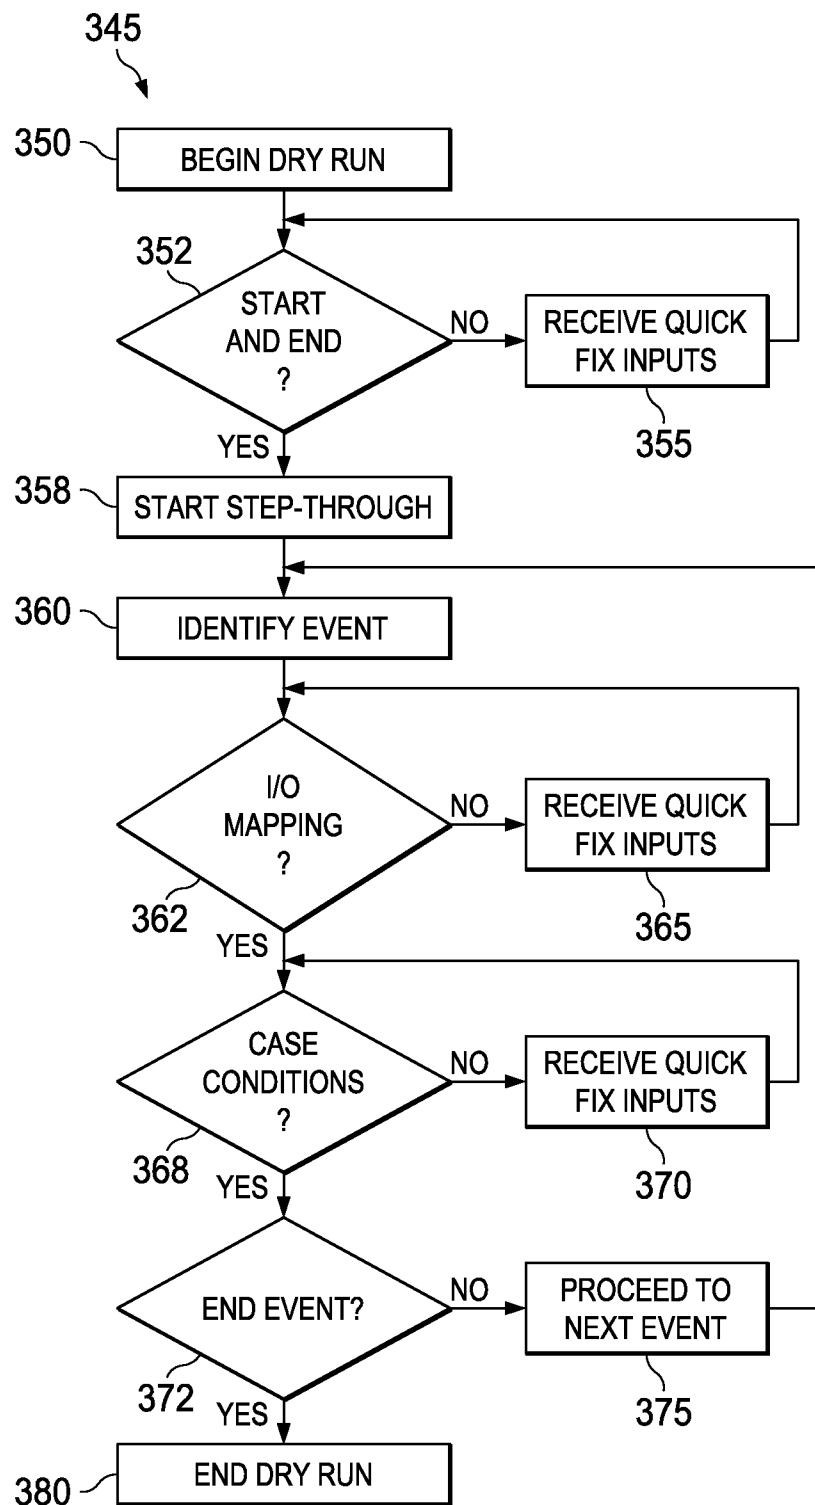 345
350
BEGIN DRY RUN
352
START
AND END
?
NO
RECEIVE QUICK
FIX INPUTS
355
YES
358
START STEP-THROUGH
360
IDENTIFY EVENT
I/O
MAPPING
?
NO
RECEIVE QUICK
FIX INPUTS
362
365
YES
CASE
CONDITIONS
?
NO
RECEIVE QUICK
FIX INPUTS
368
370
YES
END EVENT?
NO
PROCEED TO
NEXT EVENT
372
375
YES
380
END DRY RUN